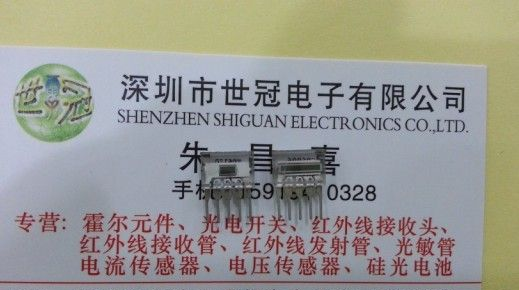 世冠
深圳市世冠电子有限公司
SHENZHEN SHIGUAN ELECTRONICS CO.,LTD.
朱 昌 喜
手机 0328
专营：霍尔元件、光电开关、红外线接收头、
红外线接收管、红外线发射管、光敏管
电流传感器、电压传感器、硅光电池